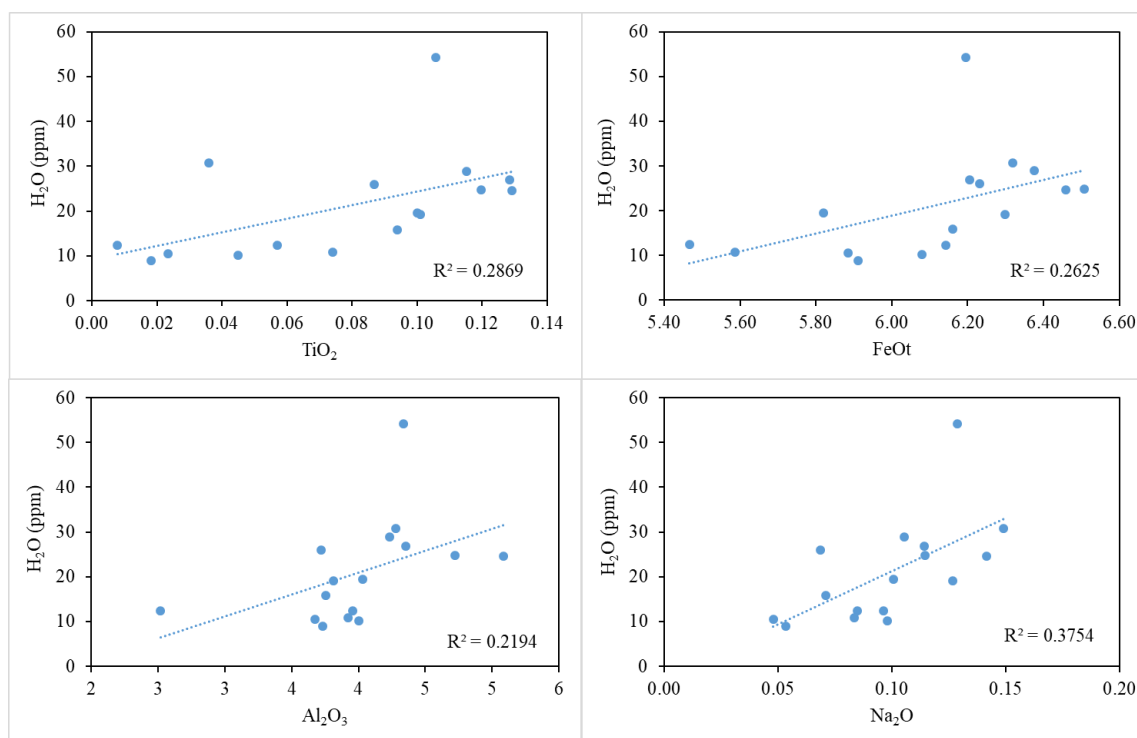 60
50
40
30
20
10
0
H₂O (ppm)
R² = 0.2869
0.00 0.02 0.04 0.06 0.08 0.10 0.12 0.14
TiO₂
60
50
40
30
20
10
0
H₂O (ppm)
R² = 0.2625
5.40 5.60 5.80 6.00 6.20 6.40 6.60
FeOt
60
50
40
30
20
10
0
H₂O (ppm)
R² = 0.2194
2 3 3 4 4 5 5 6
Al₂O₃
60
50
40
30
20
10
0
H₂O (ppm)
R² = 0.3754
0.00 0.05 0.10 0.15 0.20
Na₂O